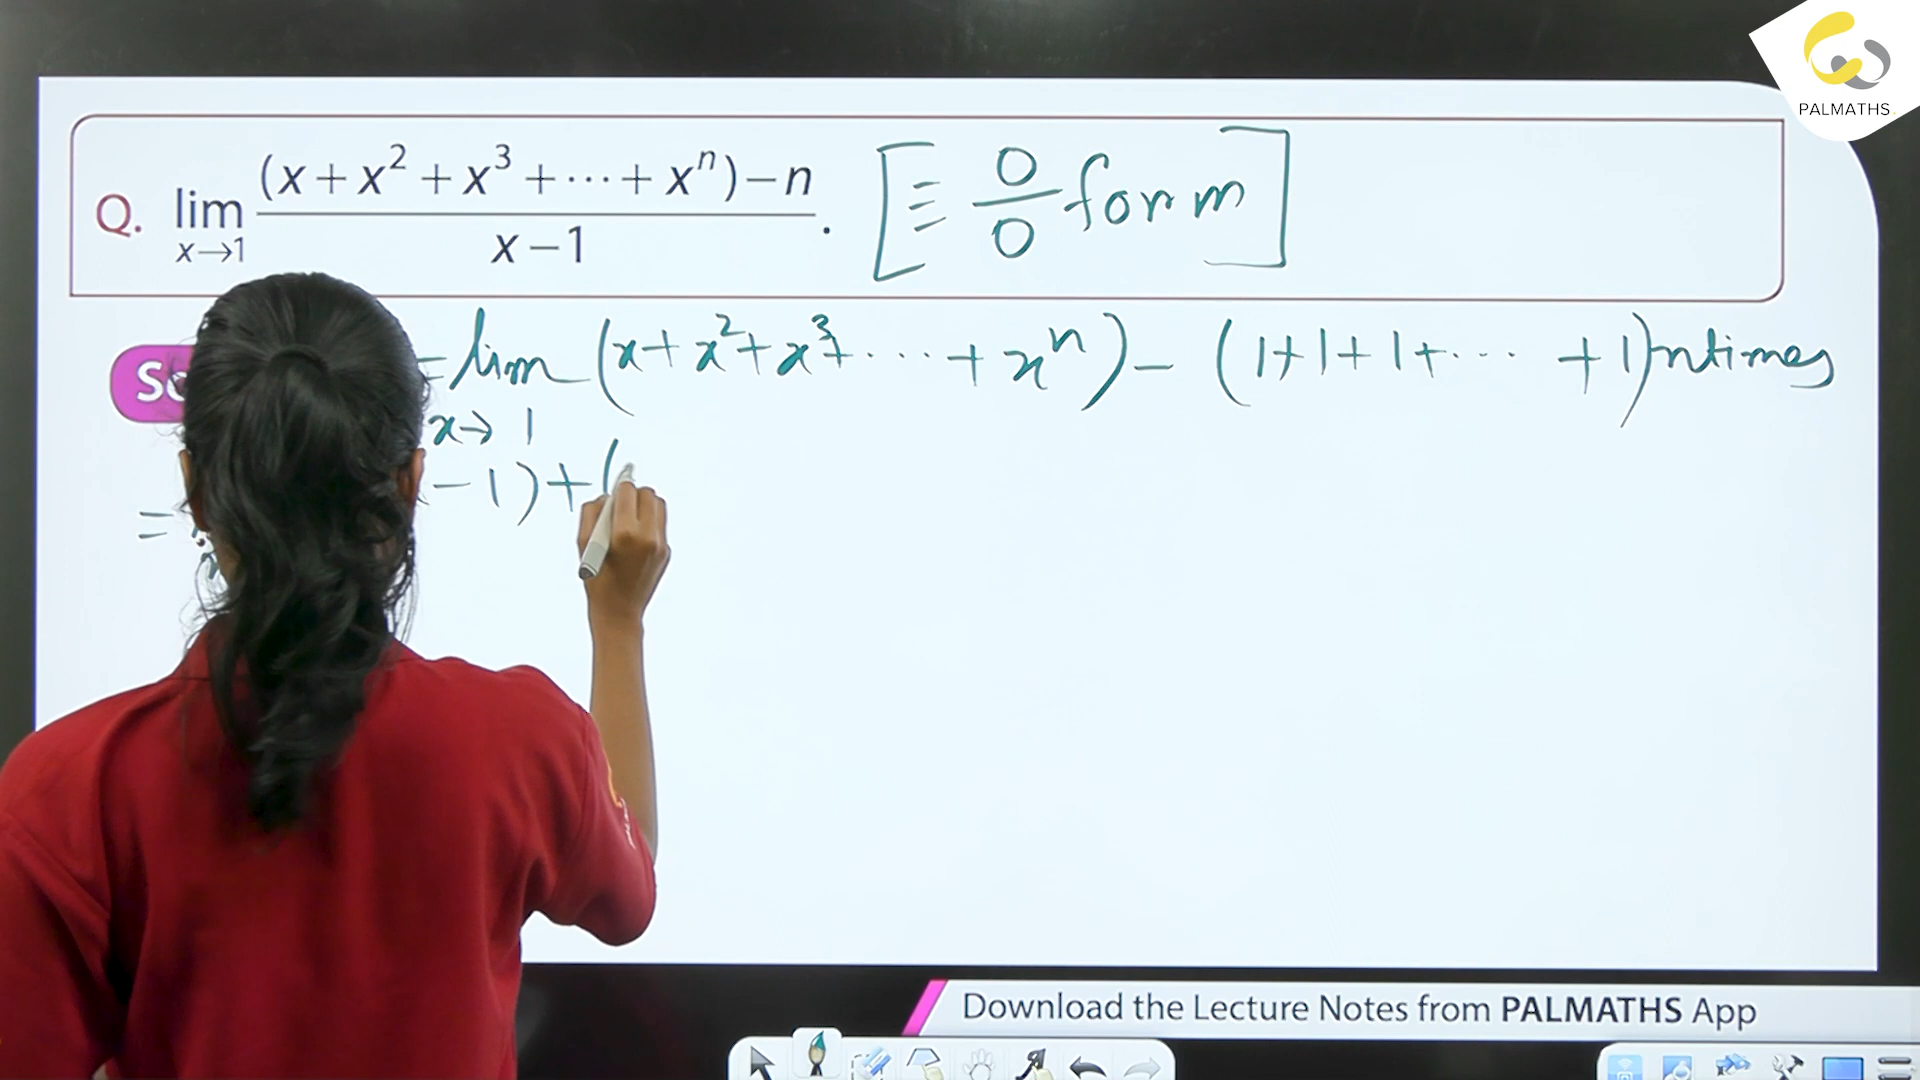 PALMATHS
Q. lim x→1 (x+x²+x³+⋯+xⁿ)−n / x−1 . [≡ 0/0 form]
= lim x→1 (x+x²+x³+...+xⁿ) − (1+1+1+... +1)ntimes
= −1)+(
Download the Lecture Notes from PALMATHS App